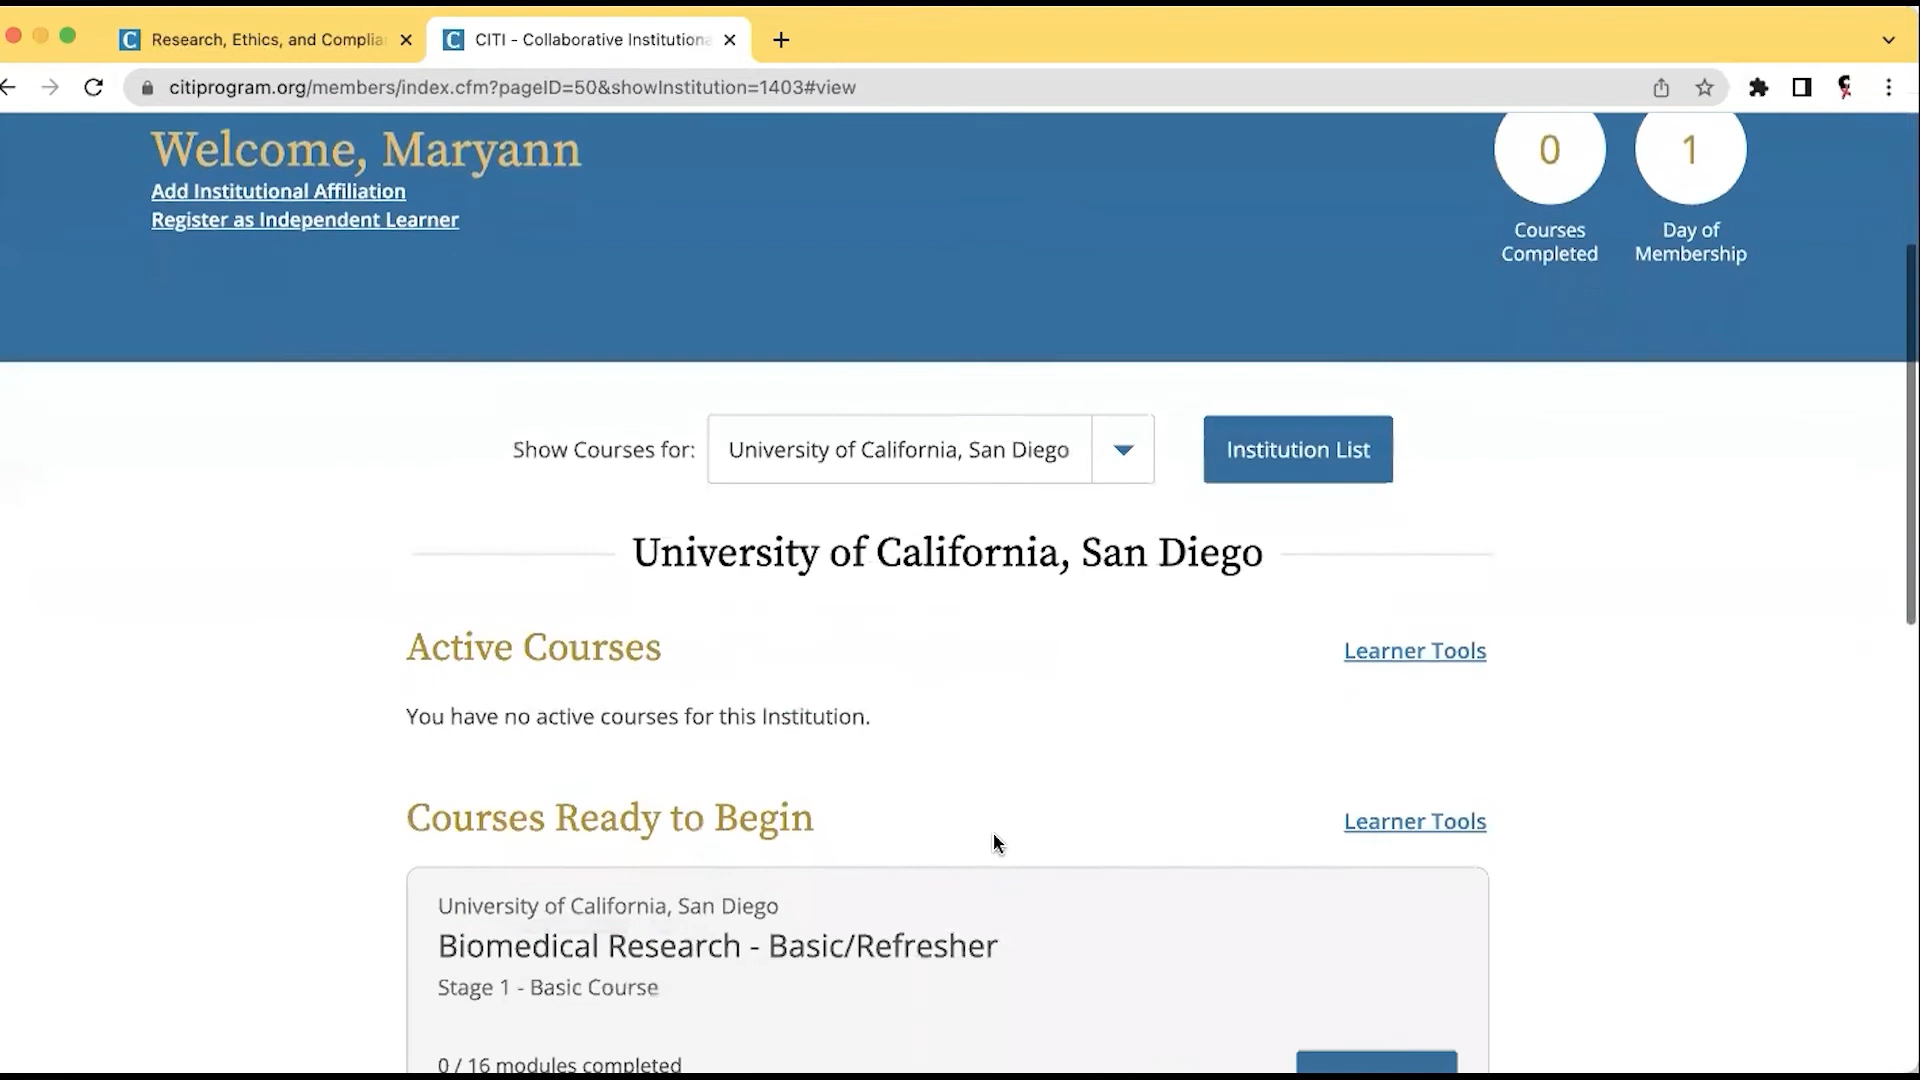 Research, Ethics, and Complia
CITI - Collaborative Institutiona
citiprogram.org/members/index.cfm?pageID=50&showInstitution=1403#view
Welcome, Maryann
Add Institutional Affiliation
Register as Independent Learner
0
Courses
Completed
1
Day of
Membership
Show Courses for:
University of California, San Diego
Institution List
University of California, San Diego
Active Courses
Learner Tools
You have no active courses for this Institution.
Courses Ready to Begin
Learner Tools
University of California, San Diego
Biomedical Research - Basic/Refresher
Stage 1 - Basic Course
0 / 16 modules completed